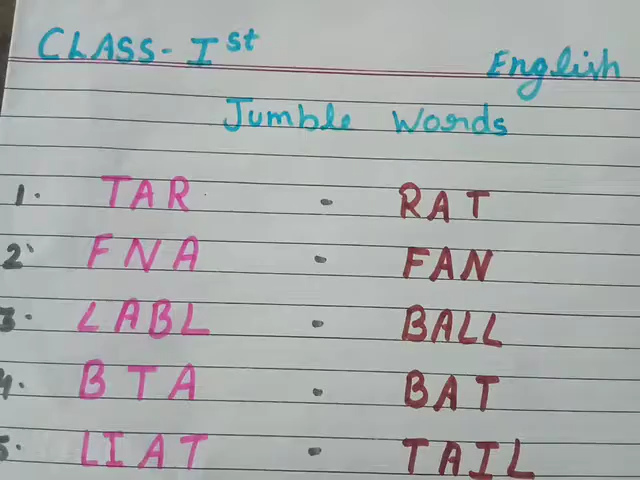 CLASS- Ist
English
Jumble Words
1. TAR - RAT
2. FNA - FAN
3. LABL - BALL
4. BTA - BAT
5. LIAT - TAIL